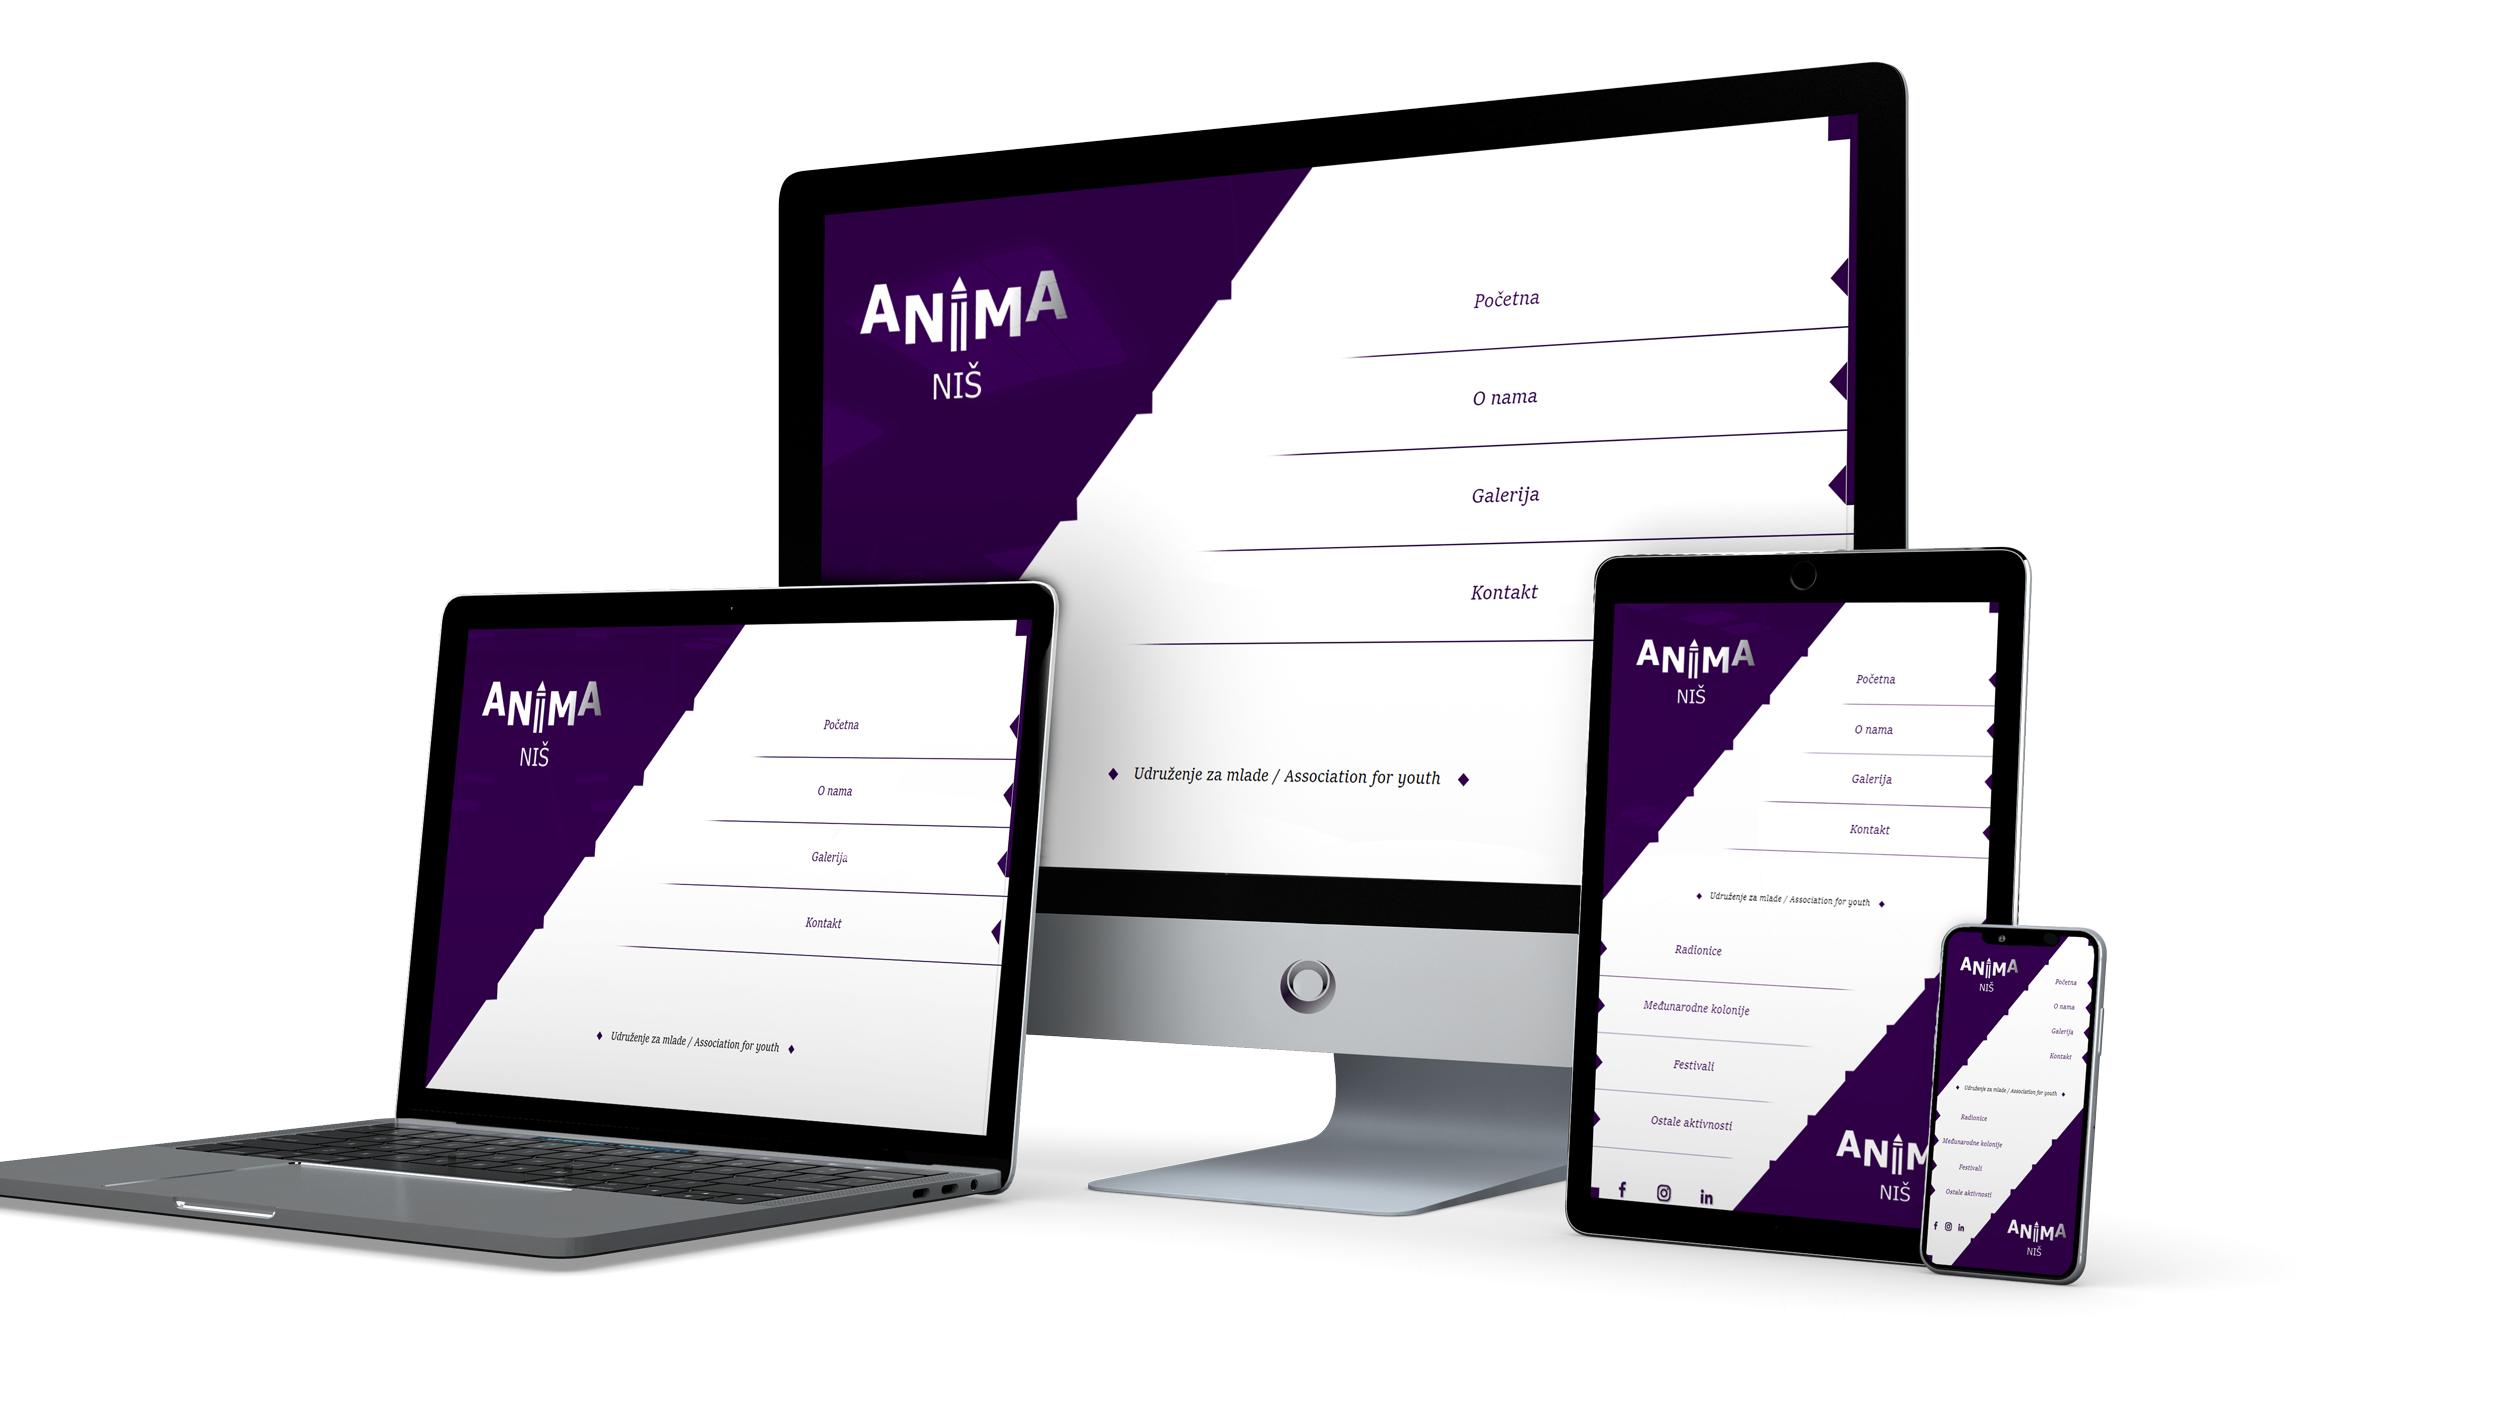 ANIMA
NIŠ
Početna
O nama
Galerija
Kontakt
Udruženje za mlade / Association for youth
ANIMA
NIŠ
Početna
O nama
Galerija
Kontakt
Udruženje za mlade / Association for youth
ANIMA
NIŠ
Početna
O nama
Galerija
Kontakt
Udruženje za mlade / Association for youth
Radionice
Međunarodne kolonije
Festivali
Ostale aktivnosti
ANIM
NIŠ
f in
ANIMA
NIŠ
Početna
O nama
Galerija
Kontakt
Udruženje za mlade / Association for youth
Radionice
Međunarodne kolonije
Festivali
Ostale aktivnosti
f in
ANIMA
NIŠ